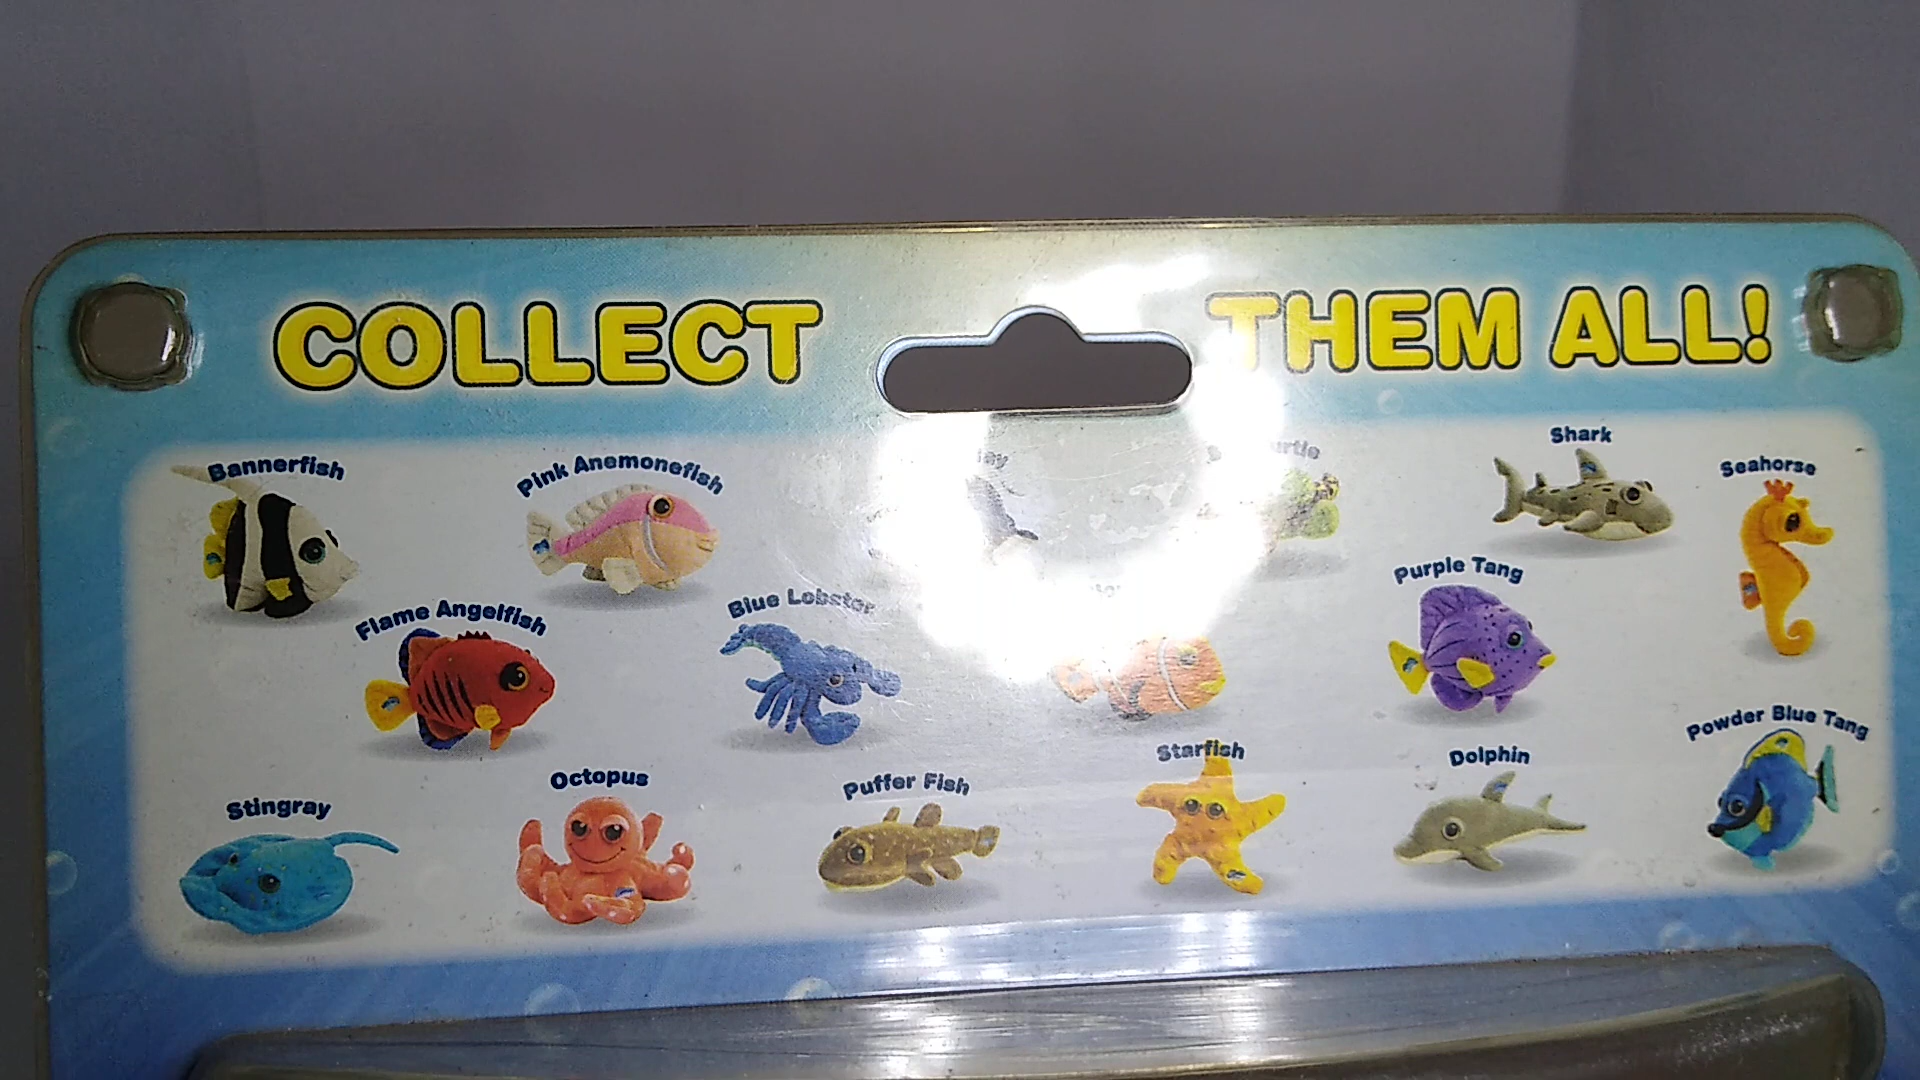 COLLECT THEM ALL!
Bannerfish
Pink Anemonefish
Shark
Seahorse
Flame Angelfish
Blue Lobster
Purple Tang
Stingray
Octopus
Puffer Fish
Starfish
Dolphin
Powder Blue Tang